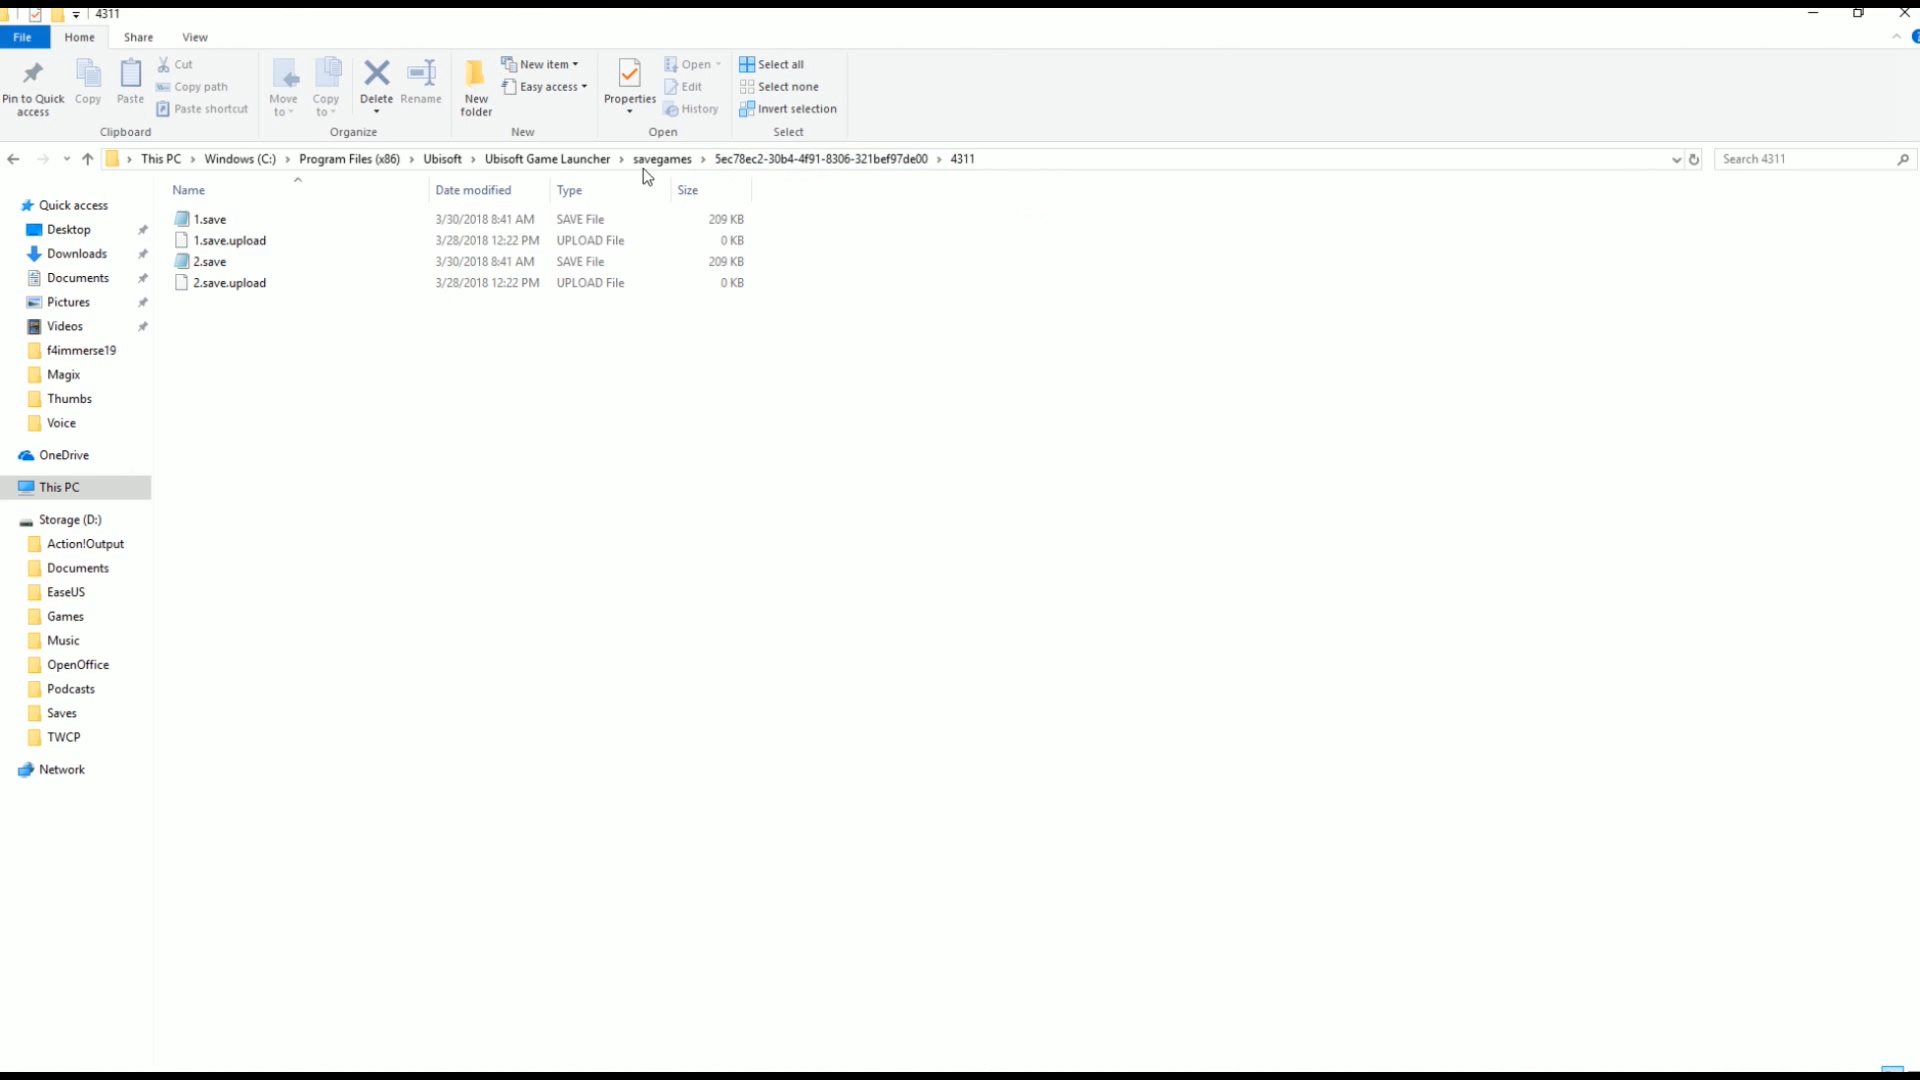 4311
File Home Share View
Pin to Quick access
Copy
Paste
Cut
Copy path
Paste shortcut
Clipboard
Move to
Copy to
Delete
Rename
Organize
New folder
New item
Easy access
New
Properties
Open
Edit
History
Open
Select all
Select none
Invert selection
Select
This PC > Windows (C:) > Program Files (x86) > Ubisoft > Ubisoft Game Launcher > savegames > 5ec78ec2-30b4-4f91-8306-321bef97de00 > 4311
Search 4311
Name Date modified Type Size
1.save 3/30/2018 8:41 AM SAVE File 209 KB
1.save.upload 3/28/2018 12:22 PM UPLOAD File 0 KB
2.save 3/30/2018 8:41 AM SAVE File 209 KB
2.save.upload 3/28/2018 12:22 PM UPLOAD File 0 KB
Quick access
Desktop
Downloads
Documents
Pictures
Videos
f4immerse19
Magix
Thumbs
Voice
OneDrive
This PC
Storage (D:)
Action!Output
Documents
EaseUS
Games
Music
OpenOffice
Podcasts
Saves
TWCP
Network